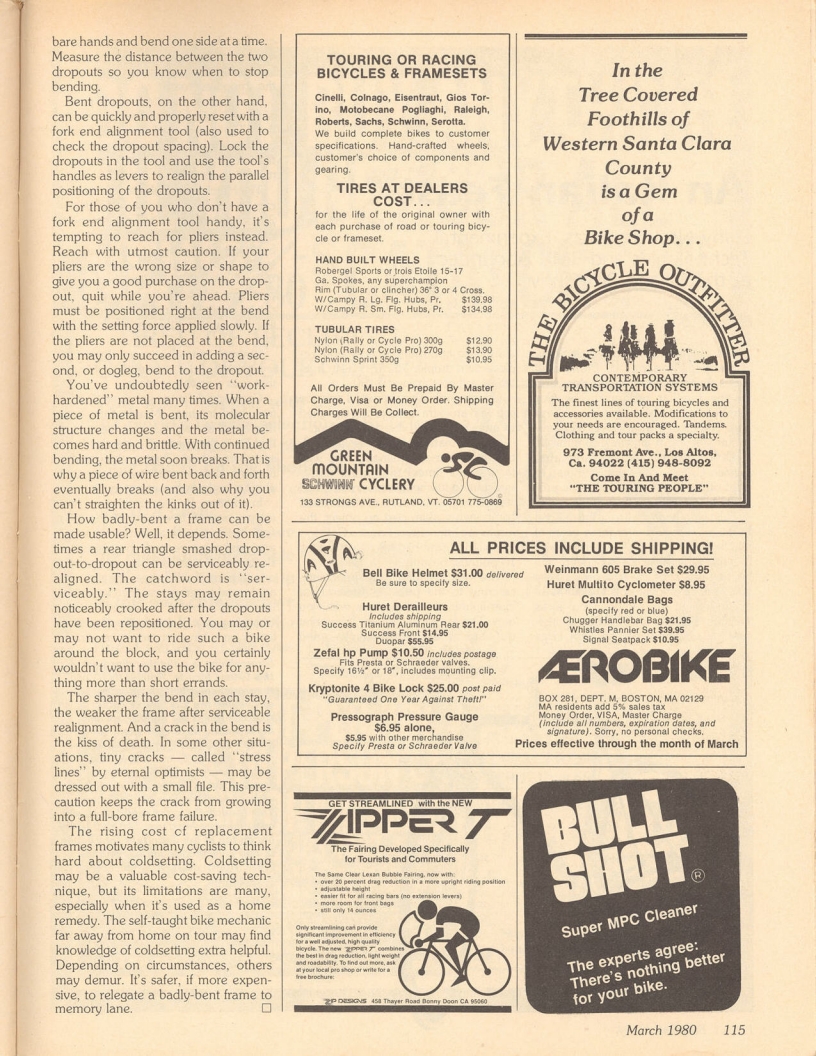 bare hands and bend one side at a time.
Measure the distance between the two
dropouts so you know when to stop
bending.
Bent dropouts, on the other hand,
can be quickly and properly reset with a
fork end alignment tool (also used to
check the dropout spacing). Lock the
dropouts in the tool and use the tool's
handles as levers to realign the parallel
positioning of the dropouts.
For those of you who don't have a
fork end alignment tool handy, it's
tempting to reach for pliers instead.
Reach with utmost caution. If your
pliers are the wrong size or shape to
give you a good purchase on the drop-
out, quit while you're ahead. Pliers
must be positioned right at the bend
with the setting force applied slowly. If
the pliers are not placed at the bend,
you may only succeed in adding a sec-
ond, or dogleg, bend to the dropout.
You've undoubtedly seen "work-
hardened" metal many times. When a
piece of metal is bent, its molecular
structure changes and the metal be-
comes hard and brittle. With continued
bending, the metal soon breaks. That is
why a piece of wire bent back and forth
eventually breaks (and also why you
can't straighten the kinks out of it).
How badly-bent a frame can be
made usable? Well, it depends. Some-
times a rear triangle smashed drop-
out-to-dropout can be serviceably re-
aligned. The catchword is "ser-
viceably." The stays may remain
noticeably crooked after the dropouts
have been repositioned. You may or
may not want to ride such a bike
around the block, and you certainly
wouldn't want to use the bike for any-
thing more than short errands.
The sharper the bend in each stay,
the weaker the frame after serviceable
realignment. And a crack in the bend is
the kiss of death. In some other situ-
ations, tiny cracks — called "stress
lines" by eternal optimists — may be
dressed out with a small file. This pre-
caution keeps the crack from growing
into a full-bore frame failure.
The rising cost of replacement
frames motivates many cyclists to think
hard about coldsetting. Coldsetting
may be a valuable cost-saving tech-
nique, but its limitations are many,
especially when it's used as a home
remedy. The self-taught bike mechanic
far away from home on tour may find
knowledge of coldsetting extra helpful.
Depending on circumstances, others
may demur. It's safer, if more expen-
sive, to relegate a badly-bent frame to
memory lane. □
TOURING OR RACING
BICYCLES & FRAMESETS
Cinelli, Colnago, Eisentraut, Gios Tor-
ino, Motobecane Pogliaghi, Raleigh,
Roberts, Sachs, Schwinn, Serotta.
We build complete bikes to customer
specifications. Hand-crafted wheels,
customer's choice of components and
gearing.
TIRES AT DEALERS
COST...
for the life of the original owner with
each purchase of road or touring bicy-
cle or frameset.
HAND BUILT WHEELS
Robergel Sports or trois Etoile 15-17
Ga. Spokes, any superchampion
Rim (Tubular or clincher) 36° 3 or 4 Cross.
W/Campy R. Lg. Flg. Hubs, Pr. $139.98
W/Campy R. Sm. Flg. Hubs, Pr. $134.98
TUBULAR TIRES
Nylon (Rally or Cycle Pro) 300g $12.90
Nylon (Rally or Cycle Pro) 270g $13.90
Schwinn Sprint 350g $10.95
All Orders Must Be Prepaid By Master
Charge, Visa or Money Order. Shipping
Charges Will Be Collect.
GREEN
MOUNTAIN
SCHWINN CYCLERY
133 STRONGS AVE., RUTLAND, VT. 05701 775-0869
In the
Tree Covered
Foothills of
Western Santa Clara
County
is a Gem
of a
Bike Shop...
THE BICYCLE OUTFITTER
CONTEMPORARY
TRANSPORTATION SYSTEMS
The finest lines of touring bicycles and
accessories available. Modifications to
your needs are encouraged. Tandems.
Clothing and tour packs a specialty.
973 Fremont Ave., Los Altos,
Ca. 94022 (415) 948-8092
Come In And Meet
"THE TOURING PEOPLE"
ALL PRICES INCLUDE SHIPPING!
Bell Bike Helmet $31.00 delivered
Be sure to specify size.
Huret Derailleurs
Includes shipping
Success Titanium Aluminum Rear $21.00
Success Front $14.95
Duopar $55.95
Zefal hp Pump $10.50 includes postage
Fits Presta or Schraeder valves.
Specify 16½" or 18", includes mounting clip.
Kryptonite 4 Bike Lock $25.00 post paid
"Guaranteed One Year Against Theft!"
Pressograph Pressure Gauge
$6.95 alone,
$5.95 with other merchandise
Specify Presta or Schraeder Valve
Weinmann 605 Brake Set $29.95
Huret Multito Cyclometer $8.95
Cannondale Bags
(specify red or blue)
Chugger Handlebar Bag $21.95
Whistles Pannier Set $39.95
Signal Seatpack $10.95
ÆROBIKE
BOX 281, DEPT, M, BOSTON, MA 02129
MA residents add 5% sales tax
Money Order, VISA, Master Charge
(include all numbers, expiration dates, and
signature). Sorry, no personal checks.
Prices effective through the month of March
GET STREAMLINED with the NEW
ZIPPER T
The Fairing Developed Specifically
for Tourists and Commuters
The Same Clear Lexan Bubble Fairing, now with:
• over 20 percent drag reduction in a more upright riding position
• adjustable height
• easier fit for all racing bars (no extension levers)
• more room for front bags
• still only 14 ounces
Only streamlining can provide
significant improvement in efficiency
for a well adjusted, high quality
bicycle. The new ZIPPER T combines
the best in drag reduction, light weight
and roadability. To find out more, ask
at your local pro shop or write for a
free brochure:
ZIP DESIGNS 458 Thayer Road Bonny Doon CA 95060
BULL
SHOT ®
Super MPC Cleaner
The experts agree:
There's nothing better
for your bike.
March 1980 115